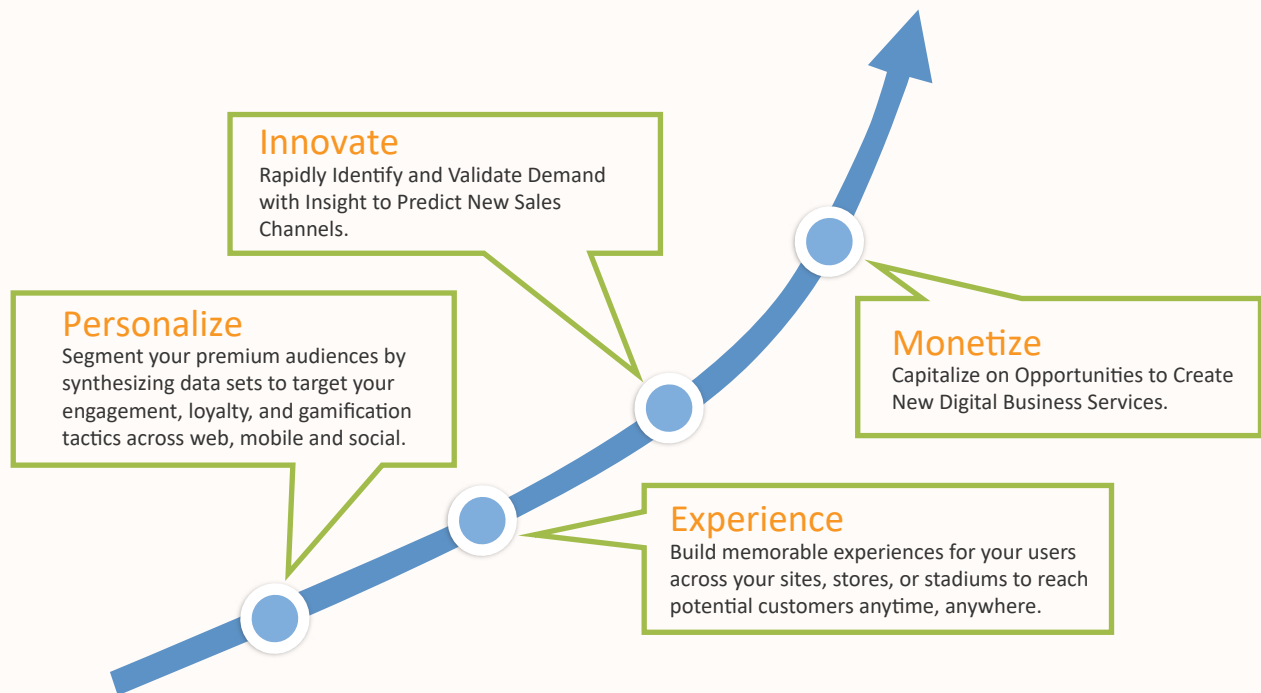 Innovate
Rapidly Identify and Validate Demand
with Insight to Predict New Sales
Channels.
Personalize
Segment your premium audiences by
synthesizing data sets to target your
engagement, loyalty, and gamification
tactics across web, mobile and social.
Monetize
Capitalize on Opportunities to Create
New Digital Business Services.
Experience
Build memorable experiences for your users
across your sites, stores, or stadiums to reach
potential customers anytime, anywhere.